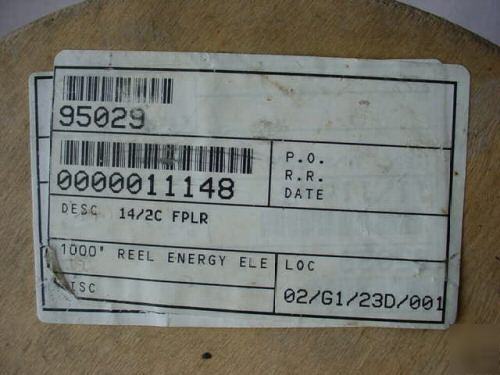 95029
0000011148
P.O.
R.R.
DATE
DESC 14/2C FPLR
1000' REEL ENERGY ELE
LOC
02/G1/23D/001